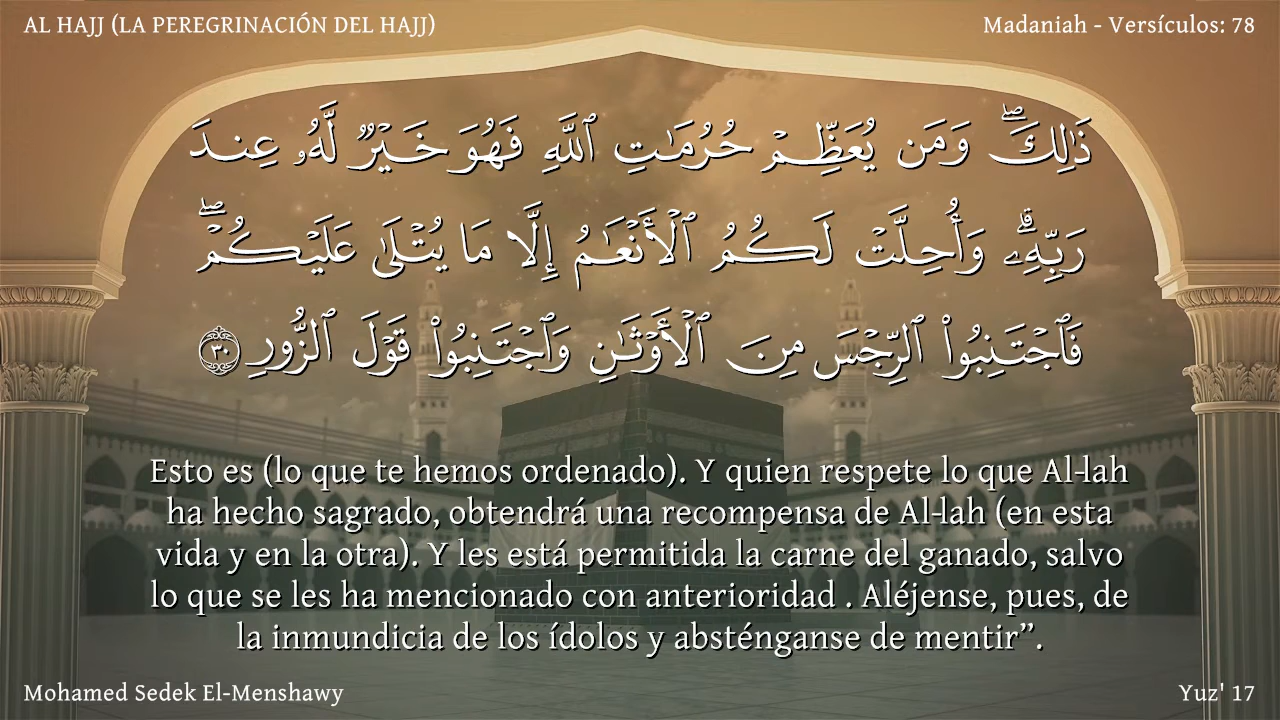 AL HAJJ (LA PEREGRINACIÓN DEL HAJJ)
Madaniah - Versículos: 78
ذَٰلِكَۖ وَمَن يُعَظِّمْ حُرُمَٰتِ ٱللَّهِ فَهُوَ خَيْرٌ لَّهُۥ عِندَ
رَبِّهِۦۗ وَأُحِلَّتْ لَكُمُ ٱلْأَنْعَٰمُ إِلَّا مَا يُتْلَىٰ عَلَيْكُمْۖ
فَٱجْتَنِبُوا۟ ٱلرِّجْسَ مِنَ ٱلْأَوْثَٰنِ وَٱجْتَنِبُوا۟ قَوْلَ ٱلزُّورِ ٣٠
Esto es (lo que te hemos ordenado). Y quien respete lo que Al-lah
ha hecho sagrado, obtendrá una recompensa de Al-lah (en esta
vida y en la otra). Y les está permitida la carne del ganado, salvo
lo que se les ha mencionado con anterioridad . Aléjense, pues, de
la inmundicia de los ídolos y absténganse de mentir”.
Mohamed Sedek El-Menshawy
Yuz' 17